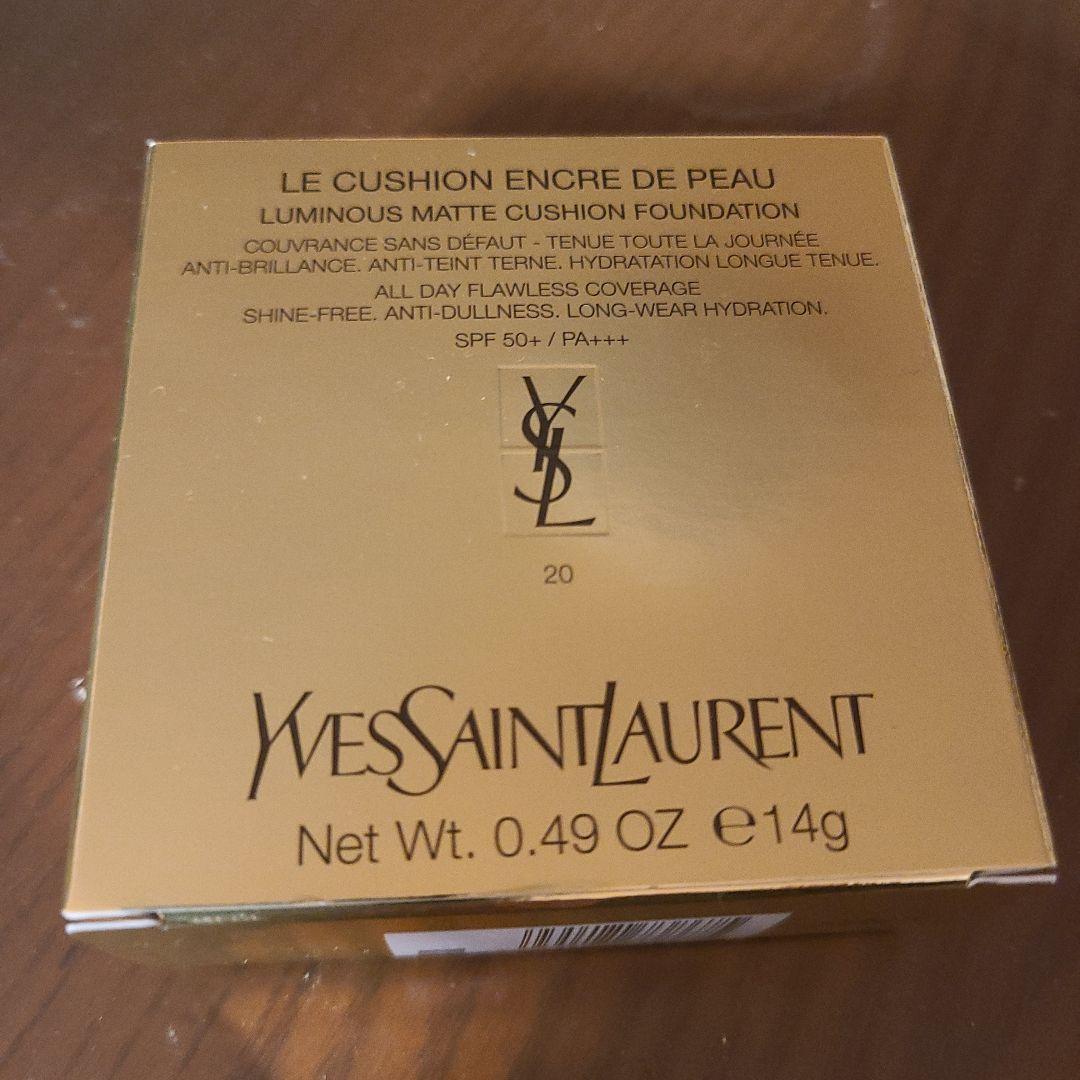 LE CUSHION ENCRE DE PEAU
LUMINOUS MATTE CUSHION FOUNDATION
COUVRANCE SANS DÉFAUT - TENUE TOUTE LA JOURNÉE
ANTI-BRILLANCE. ANTI-TEINT TERNE. HYDRATATION LONGUE TENUE.
ALL DAY FLAWLESS COVERAGE
SHINE-FREE. ANTI-DULLNESS. LONG-WEAR HYDRATION.
SPF 50+ / PA+++
YSL
20
YVESSAINTLAURENT
Net Wt. 0.49 OZ ℮14g